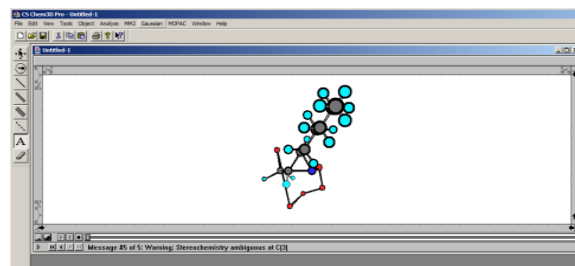 CS Chem3D Pro - Untitled-1
File Edit View Tools Object Analyze MM2 Gaussian MOPAC Window Help
Untitled-1
A
Message #5 of 5: Warning: Stereochemistry ambiguous at C(3)